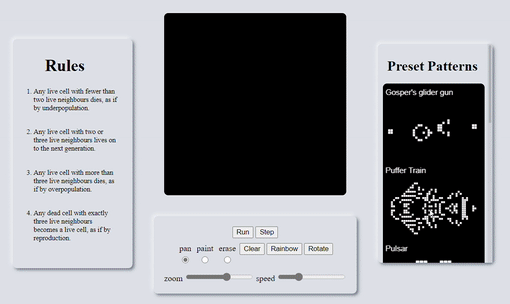 Rules
1. Any live cell with fewer than
two live neighbours dies, as if
by underpopulation.
2. Any live cell with two or
three live neighbours lives on
to the next generation.
3. Any live cell with more than
three live neighbours dies, as
if by overpopulation.
4. Any dead cell with exactly
three live neighbours
becomes a live cell, as if by
reproduction.
Run Step
pan paint erase Clear Rainbow Rotate
zoom speed
Preset Patterns
Gosper's glider gun
Puffer Train
Pulsar